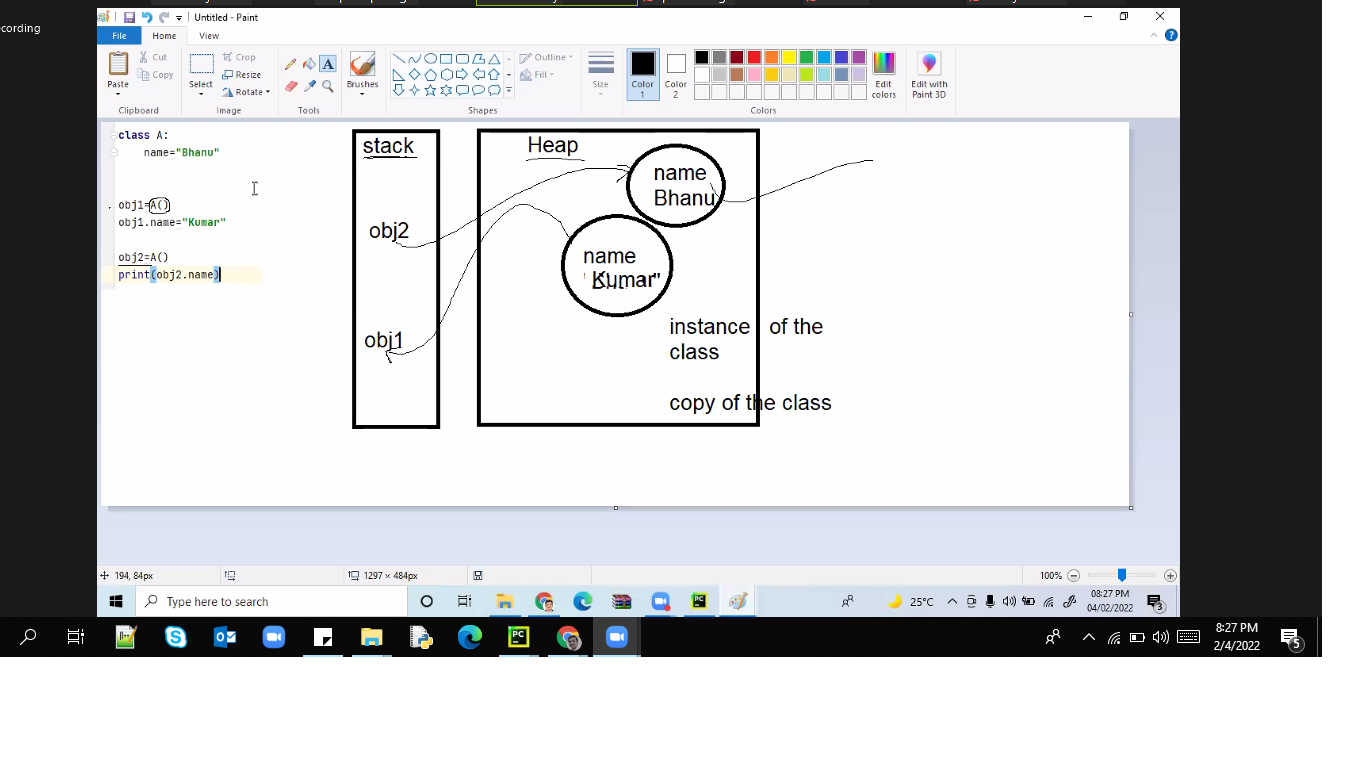 ecording
Untitled - Paint
File
Home
View
Paste
Cut
Copy
Clipboard
Select
Crop
Resize
Rotate
Image
Tools
Brushes
Shapes
Outline
Fill
Size
Color
1
Color
2
Colors
Edit
colors
Edit with
Paint 3D
class A:
name="Bhanu"
obj1=A()
obj1.name="Kumar"
obj2=A()
print(obj2.name)
stack
obj2
obj1
Heap
name
Bhanu
name
Kumar"
instance of the
class
copy of the class
194, 84px
1297 × 484px
100%
Type here to search
25°C
08:27 PM
04/02/2022
3
8:27 PM
2/4/2022
5